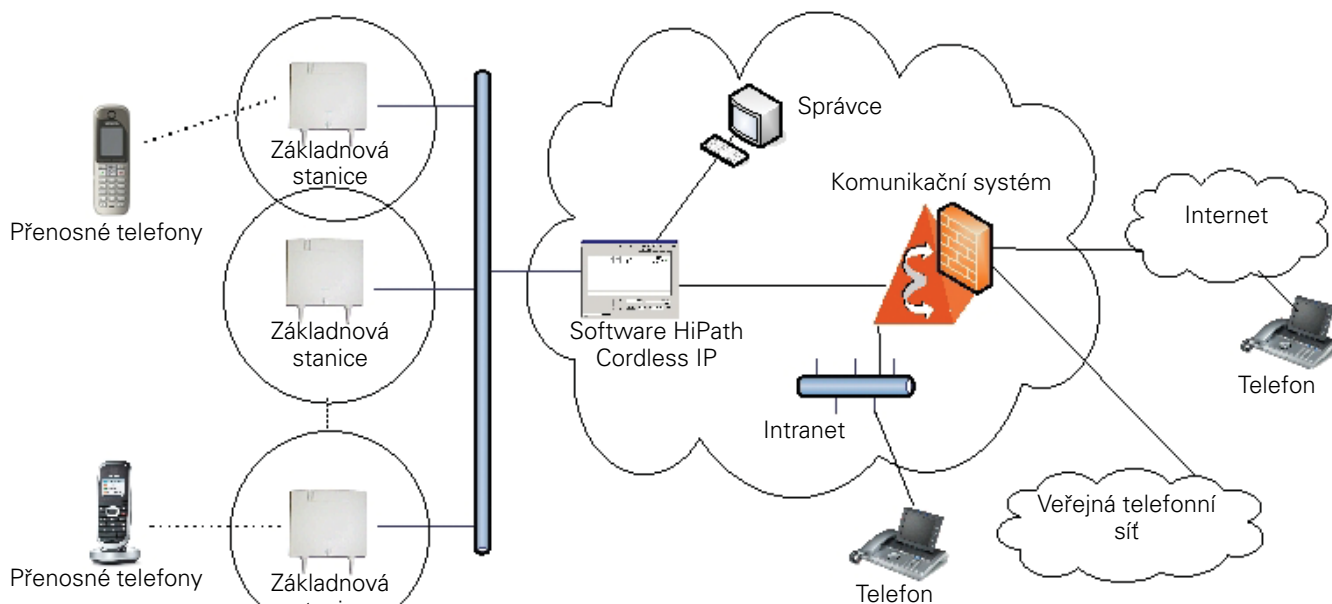 Správce
Základnová
stanice
Komunikační systém
Přenosné telefony
Internet
Základnová
stanice
Software HiPath
Cordless IP
Telefon
Intranet
Veřejná telefonní
síť
Přenosné telefony
Základnová
Telefon